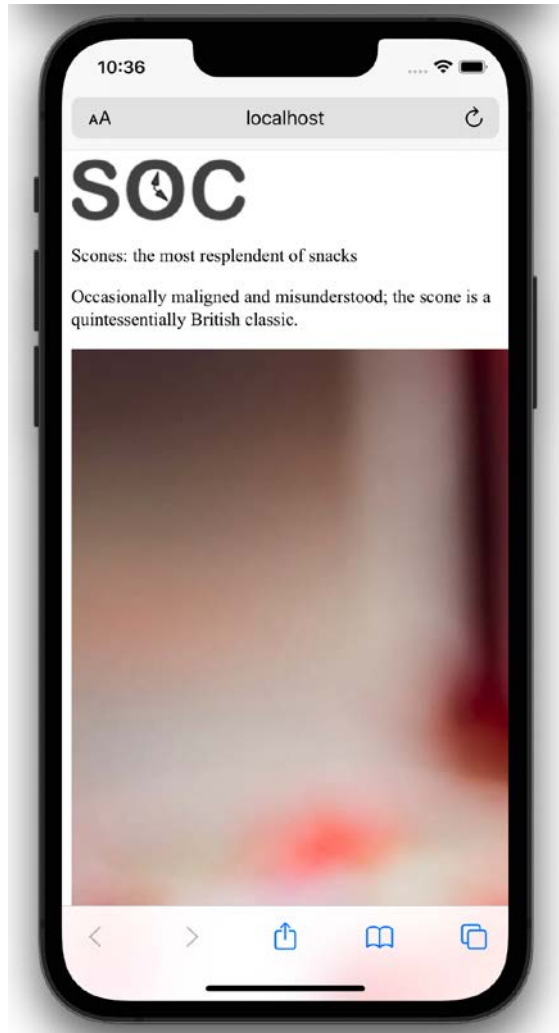 10:36
AA localhost
SOC
Scones: the most resplendent of snacks
Occasionally maligned and misunderstood; the scone is a
quintessentially British classic.